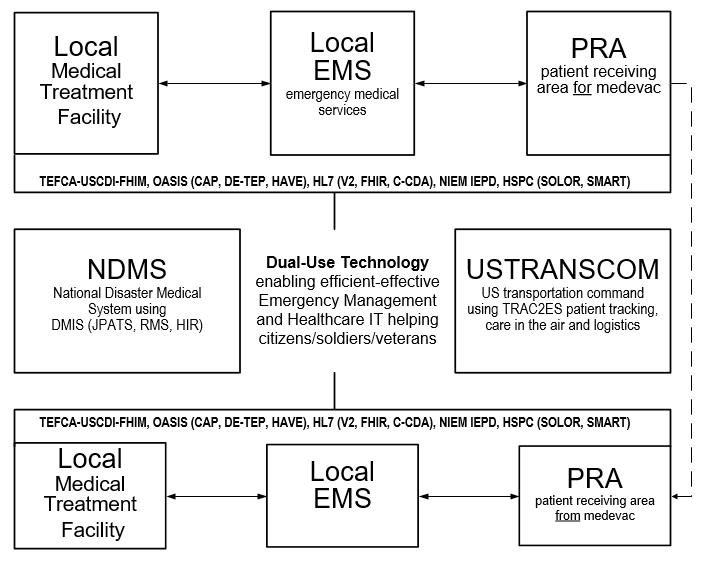 Local
Medical
Treatment
Facility
Local
EMS
emergency medical
services
PRA
patient receiving
area for medevac
TEFCA-USCDI-FHIM, OASIS (CAP, DE-TEP, HAVE), HL7 (V2, FHIR, C-CDA), NIEM IEPD, HSPC (SOLOR, SMART)
NDMS
National Disaster Medical
System using
DMIS (JPATS, RMS, HIR)
Dual-Use Technology
enabling efficient-effective
Emergency Management
and Healthcare IT helping
citizens/soldiers/veterans
USTRANSCOM
US transportation command
using TRAC2ES patient tracking,
care in the air and logistics
TEFCA-USCDI-FHIM, OASIS (CAP, DE-TEP, HAVE), HL7 (V2, FHIR, C-CDA), NIEM IEPD, HSPC (SOLOR, SMART)
Local
Medical
Treatment
Facility
Local
EMS
PRA
patient receiving area
from medevac